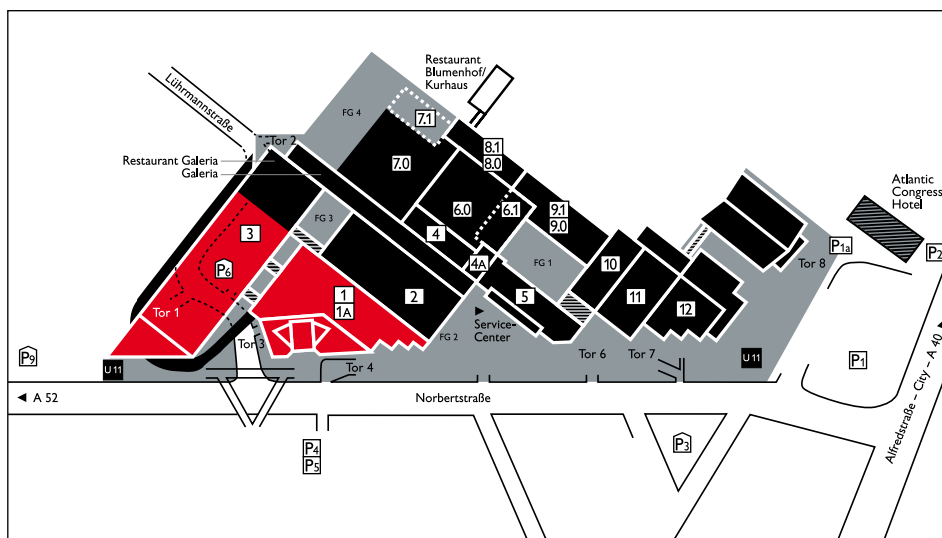 Restaurant
Blumenhof/
Kurhaus
Lührmannstraße
FG 4
7.1
Tor 2
8.1
8.0
Restaurant Galeria
Galeria
7.0
Atlantic
Congress
Hotel
6.0
6.1
9.1
9.0
FG 3
3
4
P1a
P2
P6
4A
FG 1
10
Tor 8
1
1A
2
5
11
12
Tor 1
Service-
Center
Tor 3
FG 2
Tor 6
Tor 7
P9
U 11
Tor 4
U 11
P1
A 52
Norbertstraße
Alfredstraße – City – A 40
P4
P5
P3